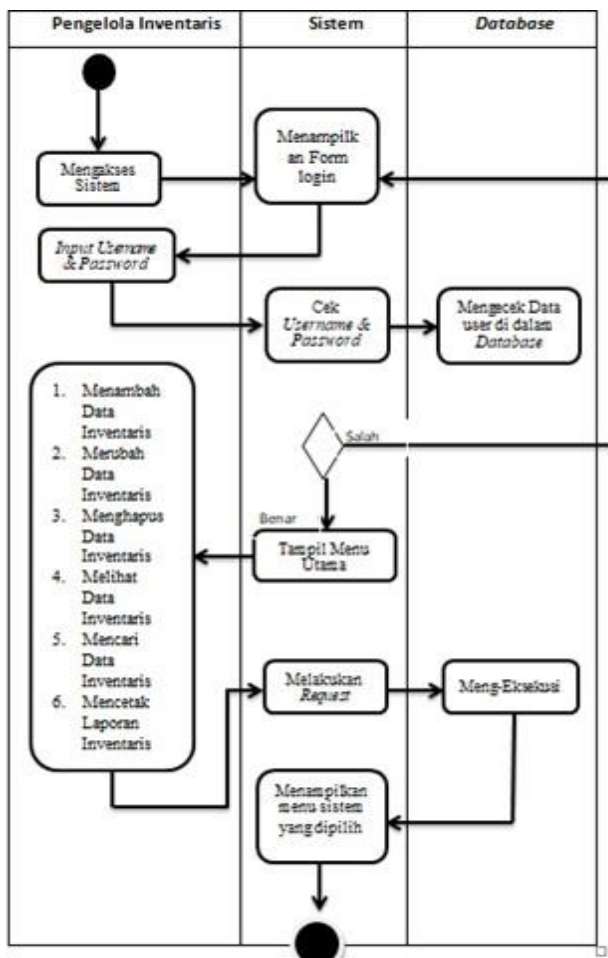 Pengelola Inventaris
Sistem
Database
Menampilk
an Form
login
Mengakses
Sistem
Input Username
& Password
Cek
Username &
Password
Mengecek Data
user di dalam
Database
1. Menambah
Data
Inventaris
2. Merubah
Data
Inventaris
3. Menghapus
Data
Inventaris
4. Melihat
Data
Inventaris
5. Mencari
Data
Inventaris
6. Mencetak
Laporan
Inventaris
Salah
Benar
Tampil Menu
Utama
Melakukan
Request
Meng-Eksekusi
Menampilkan
menu sistem
yang dipilih